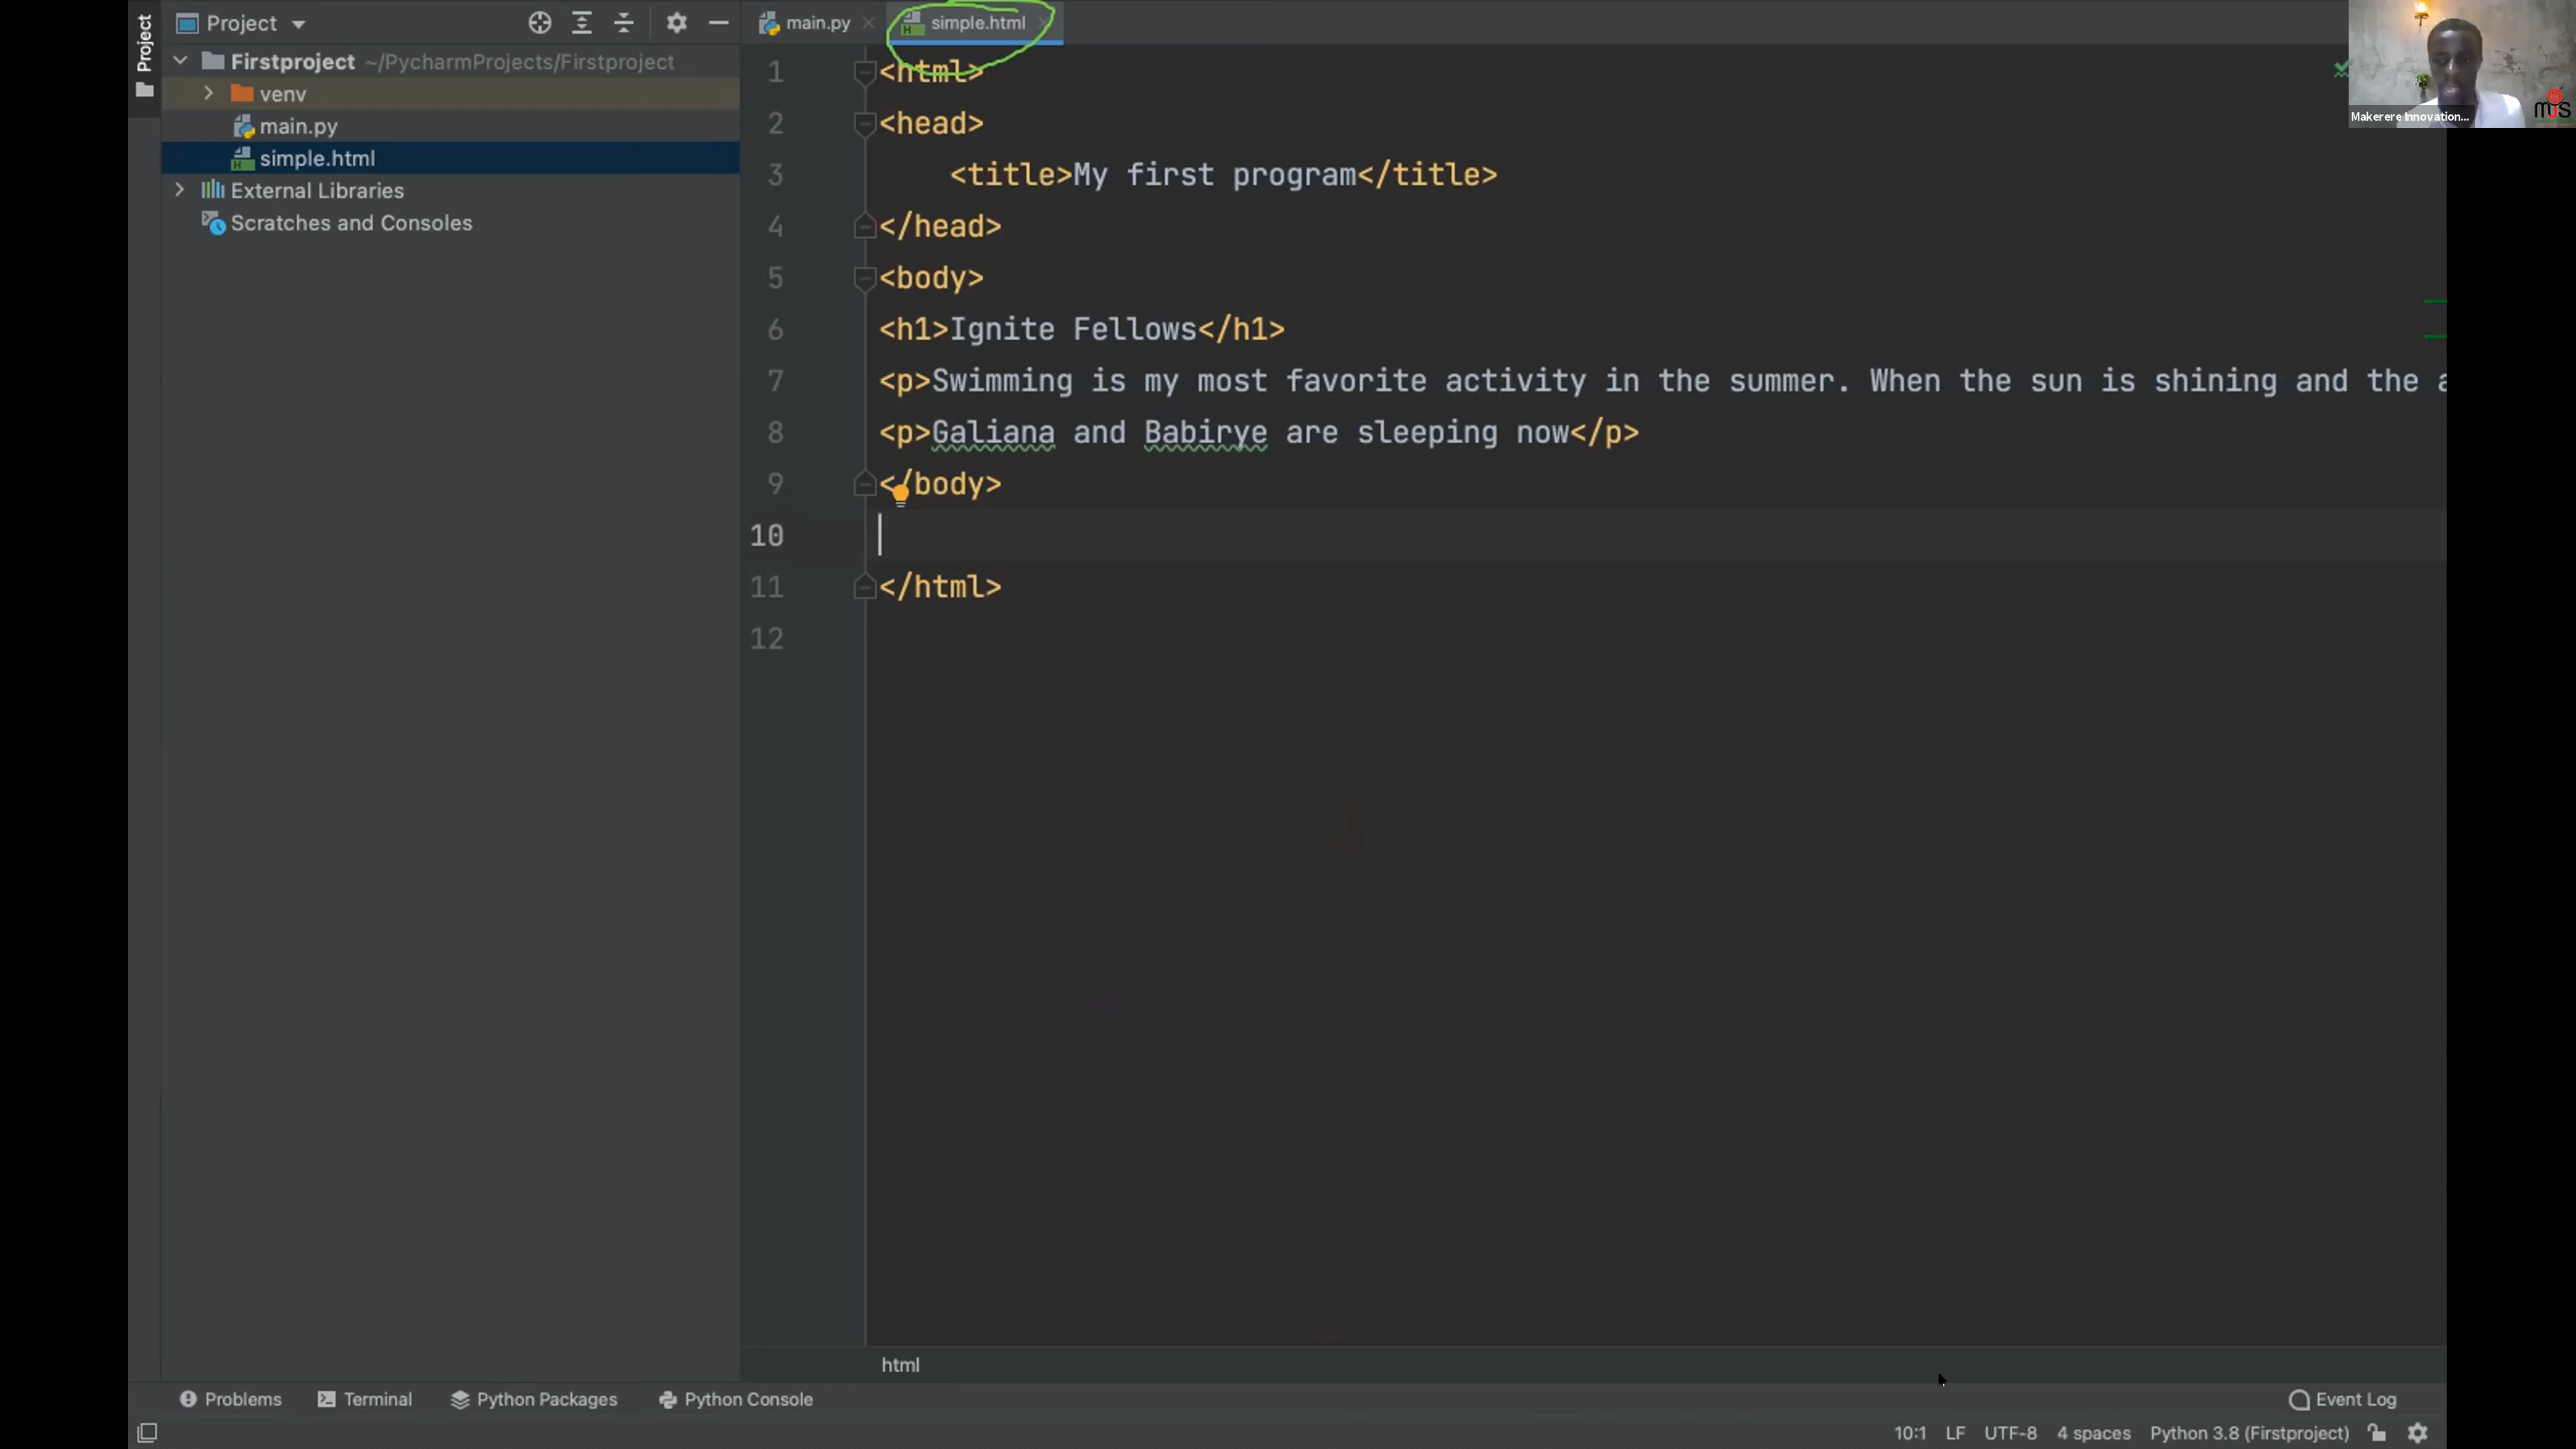 Project
Project
Firstproject ~/PycharmProjects/Firstproject
venv
main.py
simple.html
External Libraries
Scratches and Consoles
main.py
simple.html
1 <html>
2 <head>
3 <title>My first program</title>
4 </head>
5 <body>
6 <h1>Ignite Fellows</h1>
7 <p>Swimming is my most favorite activity in the summer. When the sun is shining and the
8 <p>Galiana and Babirye are sleeping now</p>
9 </body>
10
11 </html>
12
Makerere Innovation...
mis
html
Problems
Terminal
Python Packages
Python Console
Event Log
10:1 LF UTF-8 4 spaces Python 3.8 (Firstproject)